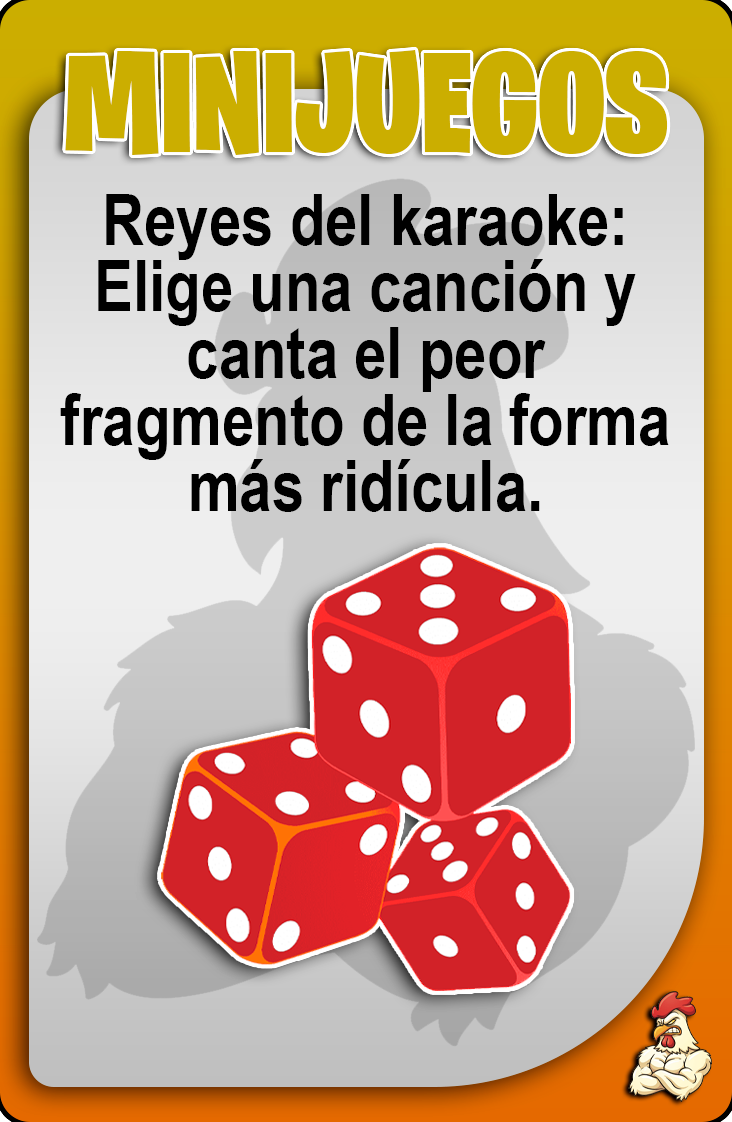 MINIJUEGOS
Reyes del karaoke:
Elige una canción y
canta el peor
fragmento de la forma
más ridícula.